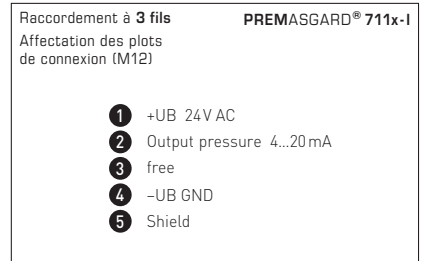 Raccordement à 3 fils PREMASGARD® 711x-I
Affectation des plots
de connexion (M12)
1 +UB 24V AC
2 Output pressure 4...20 mA
3 free
4 –UB GND
5 Shield